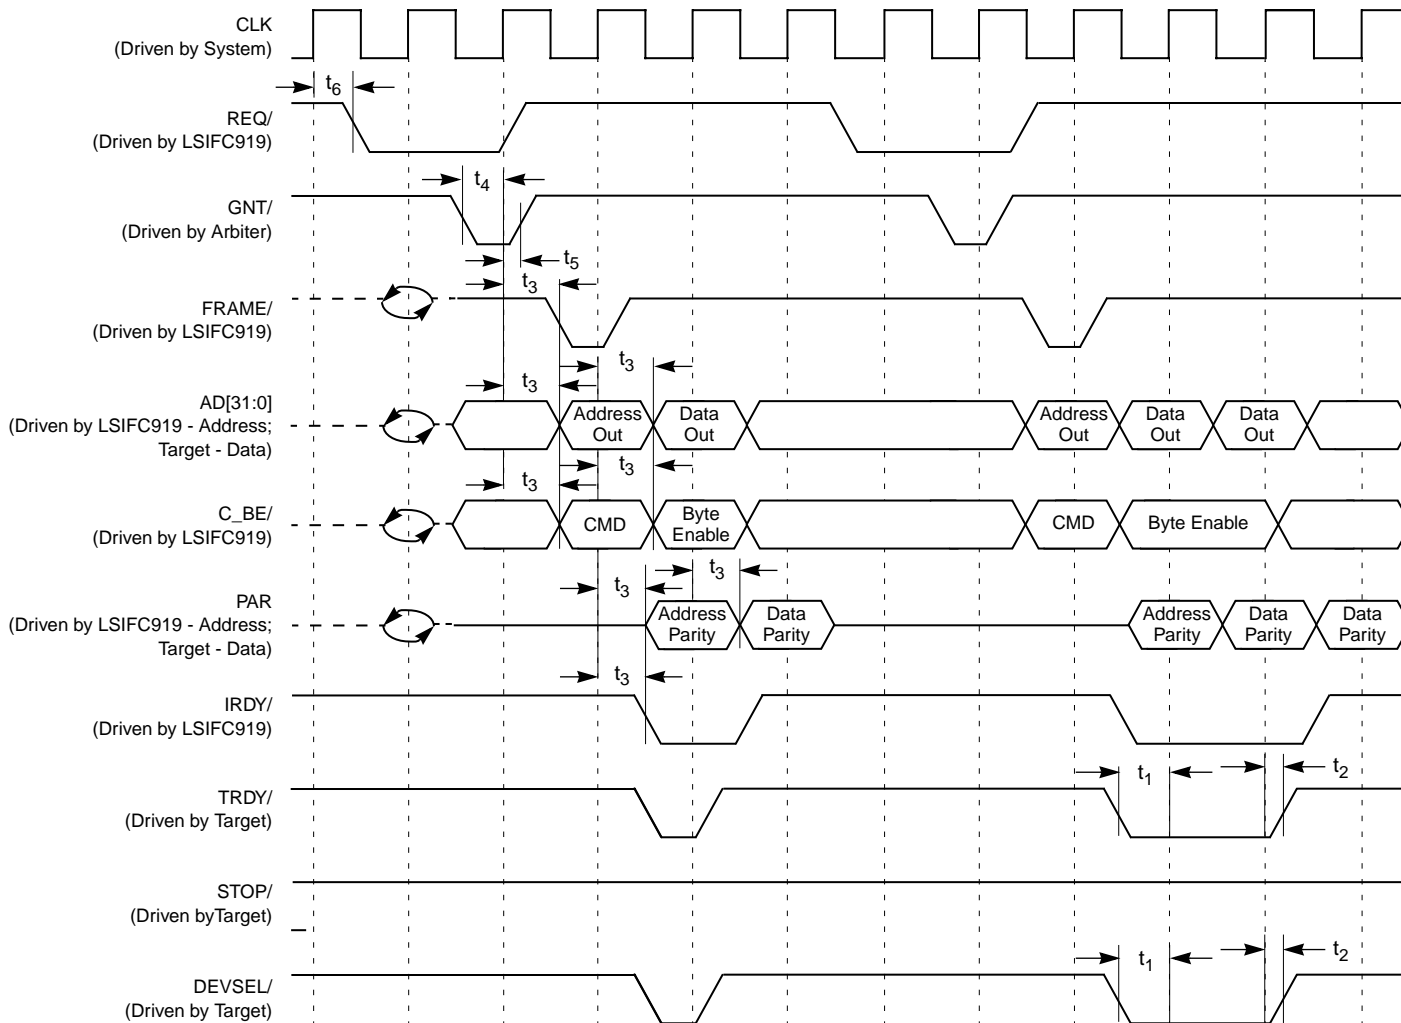 CLK
(Driven by System)
t6
REQ/
(Driven by LSIFC919)
t4
GNT/
(Driven by Arbiter)
t5
t3
FRAME/
(Driven by LSIFC919)
t3
t3
AD[31:0]
(Driven by LSIFC919 - Address;
Target - Data)
Address
Out
Data
Out
Address
Out
Data
Out
Data
Out
t3
t3
C_BE/
(Driven by LSIFC919)
CMD
Byte
Enable
CMD
Byte Enable
t3
t3
PAR
(Driven by LSIFC919 - Address;
Target - Data)
Address
Parity
Data
Parity
Address
Parity
Data
Parity
Data
Parity
t3
IRDY/
(Driven by LSIFC919)
t1
t2
TRDY/
(Driven by Target)
STOP/
(Driven byTarget)
t1
t2
DEVSEL/
(Driven by Target)